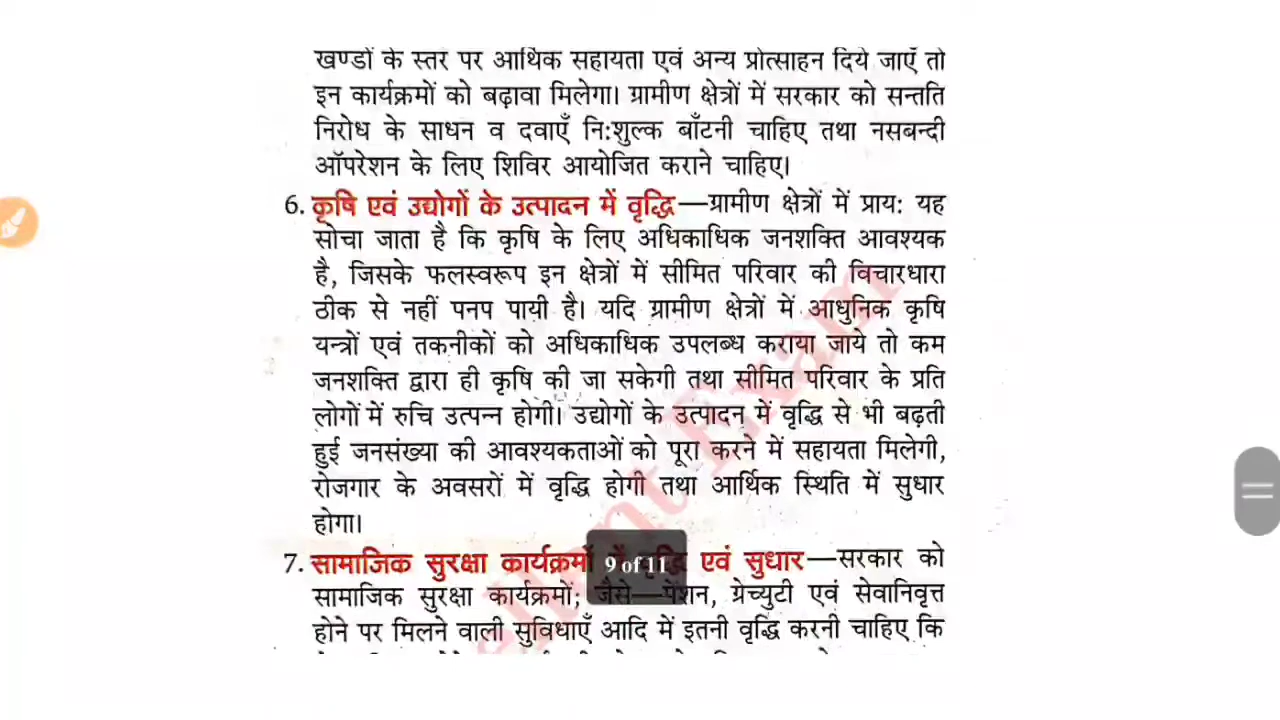 खण्डों के स्तर पर आर्थिक सहायता एवं अन्य प्रोत्साहन दिये जाएँ तो
इन कार्यक्रमों को बढ़ावा मिलेगा। ग्रामीण क्षेत्रों में सरकार को सन्तति
निरोध के साधन व दवाएँ नि:शुल्क बाँटनी चाहिए तथा नसबन्दी
ऑपरेशन के लिए शिविर आयोजित कराने चाहिए।
6. कृषि एवं उद्योगों के उत्पादन में वृद्धि—ग्रामीण क्षेत्रों में प्राय: यह
सोचा जाता है कि कृषि के लिए अधिकाधिक जनशक्ति आवश्यक
है, जिसके फलस्वरूप इन क्षेत्रों में सीमित परिवार की विचारधारा
ठीक से नहीं पनप पायी है। यदि ग्रामीण क्षेत्रों में आधुनिक कृषि
यन्त्रों एवं तकनीकों को अधिकाधिक उपलब्ध कराया जाये तो कम
जनशक्ति द्वारा ही कृषि की जा सकेगी तथा सीमित परिवार के प्रति
लोगों में रुचि उत्पन्न होगी। उद्योगों के उत्पादन में वृद्धि से भी बढ़ती
हुई जनसंख्या की आवश्यकताओं को पूरा करने में सहायता मिलेगी,
रोजगार के अवसरों में वृद्धि होगी तथा आर्थिक स्थिति में सुधार
होगा।
7. सामाजिक सुरक्षा कार्यक्रमों में वृद्धि एवं सुधार—सरकार को
9 of 11
सामाजिक सुरक्षा कार्यक्रमों; जैसे—पेंशन, ग्रेच्युटी एवं सेवानिवृत्त
होने पर मिलने वाली सुविधाएँ आदि में इतनी वृद्धि करनी चाहिए कि